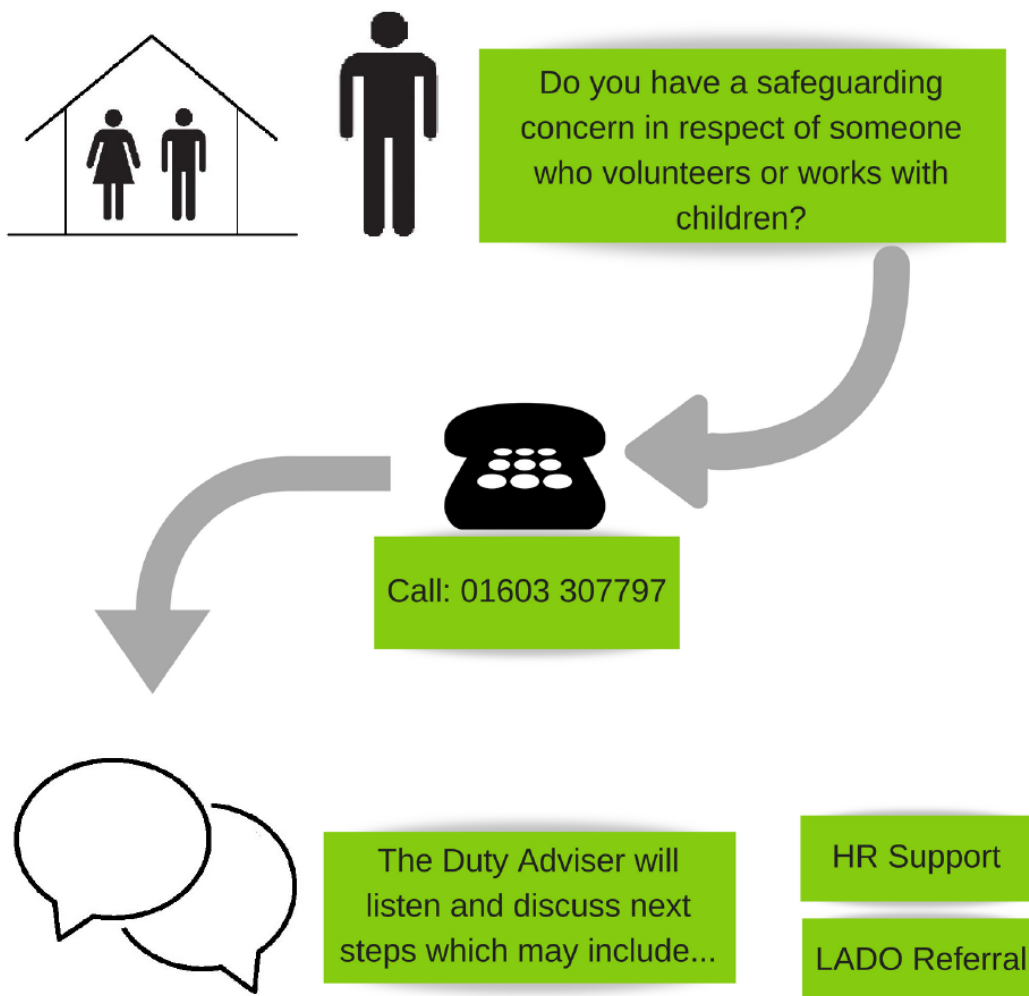 Do you have a safeguarding
concern in respect of someone
who volunteers or works with
children?
Call: 01603 307797
The Duty Adviser will
listen and discuss next
steps which may include...
HR Support
LADO Referral